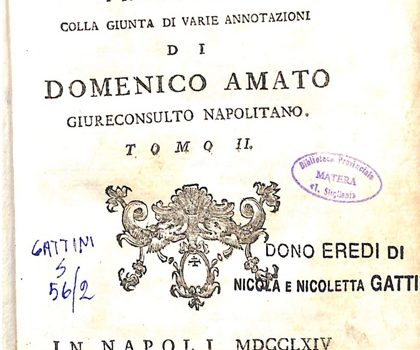 COLLA GIUNTA DI VARIE ANNOTAZIONI
DI
DOMENICO AMATO
GIURECONSULTO NAPOLITANO.
TOMO II.
Biblioteca Provinciale
MATERA
GATTINI
5
56/2
DONO EREDI DI
NICOLA E NICOLETTA GATTI
IN NAPOLI MDCCLXIV